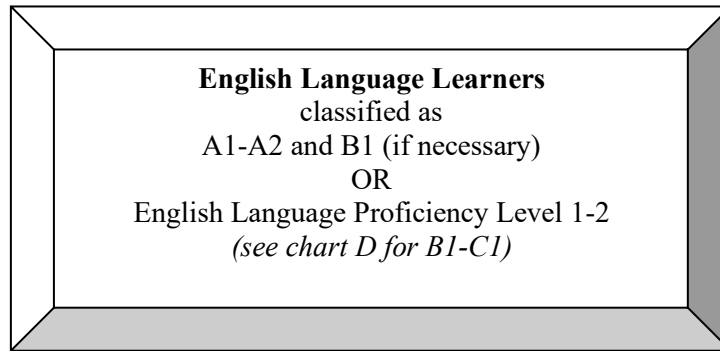 English Language Learners
classified as
A1-A2 and B1 (if necessary)
OR
English Language Proficiency Level 1-2
(see chart D for B1-C1)